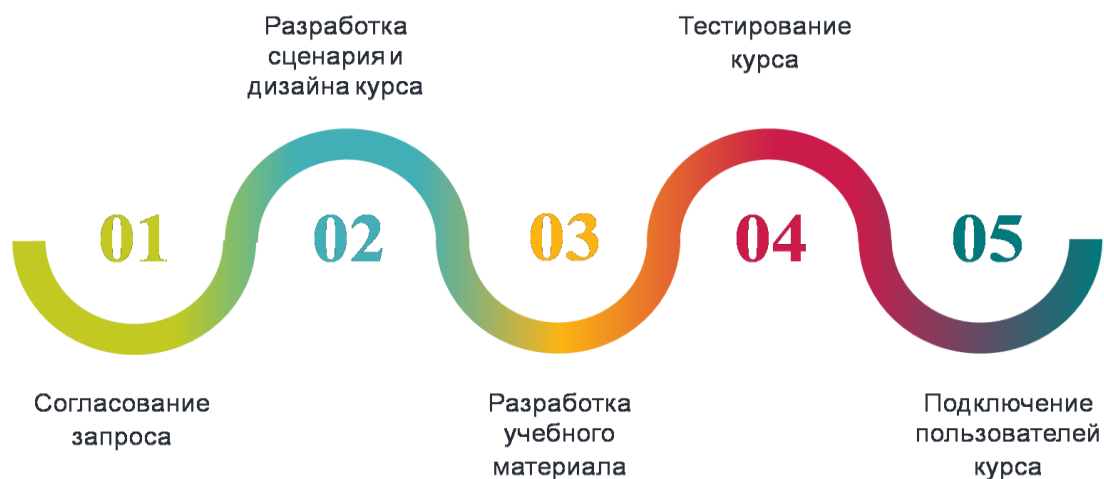 Разработка
сценария и
дизайна курса
Тестирование
курса
01
02
03
04
05
Согласование
запроса
Разработка
учебного
материала
Подключение
пользователей
курса